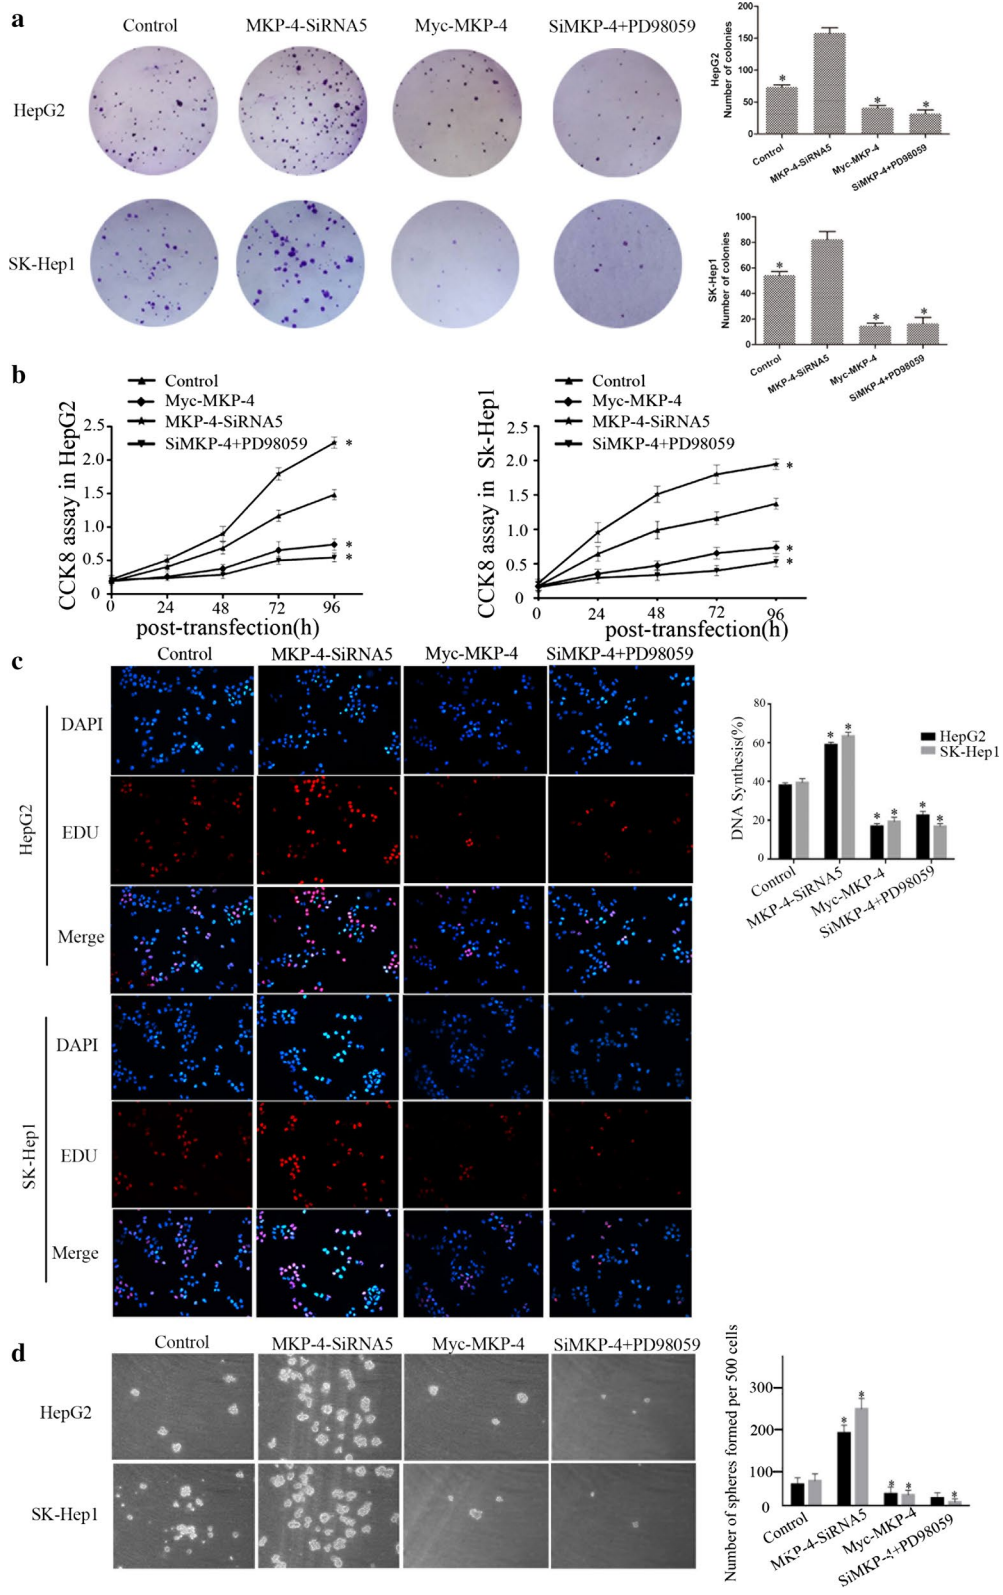 a
Control MKP-4-SiRNA5 Myc-MKP-4 SiMKP-4+PD98059
HepG2
SK-Hep1
HepG2
Number of colonies
200
150
100
50
0
* * *
Control MKP-4-SiRNA5 Myc-MKP-4 SiMKP-4+PD98059
SK-Hep1
Number of colonies
100
80
60
40
20
0
* * *
Control MKP-4-SiRNA5 Myc-MKP-4 SiMKP-4+PD98059
b
Control
Myc-MKP-4
MKP-4-SiRNA5
SiMKP-4+PD98059
CCK8 assay in HepG2
2.5
2.0
1.5
1.0
0.5
0
*
*
*
0 24 48 72 96
post-transfection(h)
Control
Myc-MKP-4
MKP-4-SiRNA5
SiMKP-4+PD98059
CCK8 assay in Sk-Hep1
2.5
2.0
1.5
1.0
0.5
0
*
*
*
0 24 48 72 96
post-transfection(h)
c
Control MKP-4-SiRNA5 Myc-MKP-4 SiMKP-4+PD98059
HepG2
DAPI
EDU
Merge
SK-Hep1
DAPI
EDU
Merge
DNA Synthesis(%)
80
60
40
20
0
* * * * * *
HepG2
SK-Hep1
Control MKP-4-SiRNA5 Myc-MKP-4 SiMKP-4+PD98059
d
Control MKP-4-SiRNA5 Myc-MKP-4 SiMKP-4+PD98059
HepG2
SK-Hep1
Number of spheres formed per 500 cells
300
200
100
0
* * * * *
Control MKP-4-SiRNA5 Myc-MKP-4 SiMKP-4+PD98059